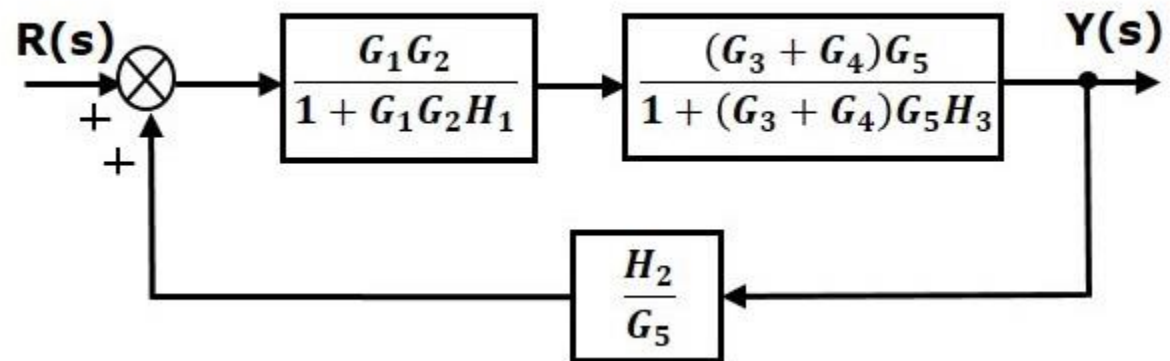 R(s)
+
+
G₁G₂
1 + G₁G₂H₁
(G₃ + G₄)G₅
1 + (G₃ + G₄)G₅H₃
Y(s)
H₂
G₅